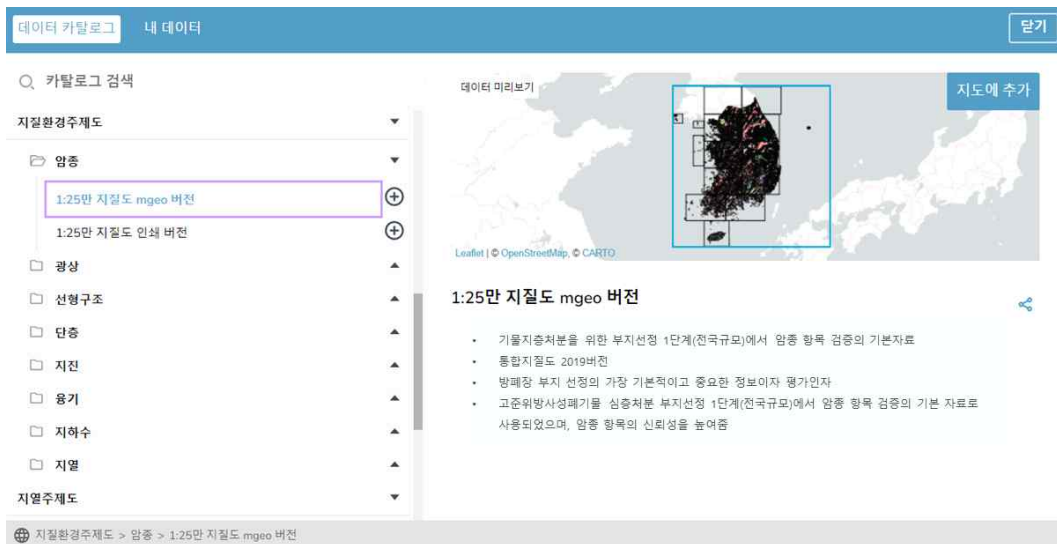 데이터 카탈로그
내 데이터
닫기
카탈로그 검색
지질환경주제도
암종
1:25만 지질도 mgeo 버전
1:25만 지질도 인쇄 버전
광상
선형구조
단층
지진
융기
지하수
지열
지열주제도
데이터 미리보기
지도에 추가
Leaflet | © OpenStreetMap, © CARTO
1:25만 지질도 mgeo 버전
• 기물지층처분을 위한 부지선정 1단계(전국규모)에서 암종 항목 검증의 기본자료
• 통합지질도 2019버전
• 방폐장 부지 선정의 가장 기본적이고 중요한 정보이자 평가인자
• 고준위방사성폐기물 심층처분 부지선정 1단계(전국규모)에서 암종 항목 검증의 기본 자료로
사용되었으며, 암종 항목의 신뢰성을 높여줌
지질환경주제도 > 암종 > 1:25만 지질도 mgeo 버전